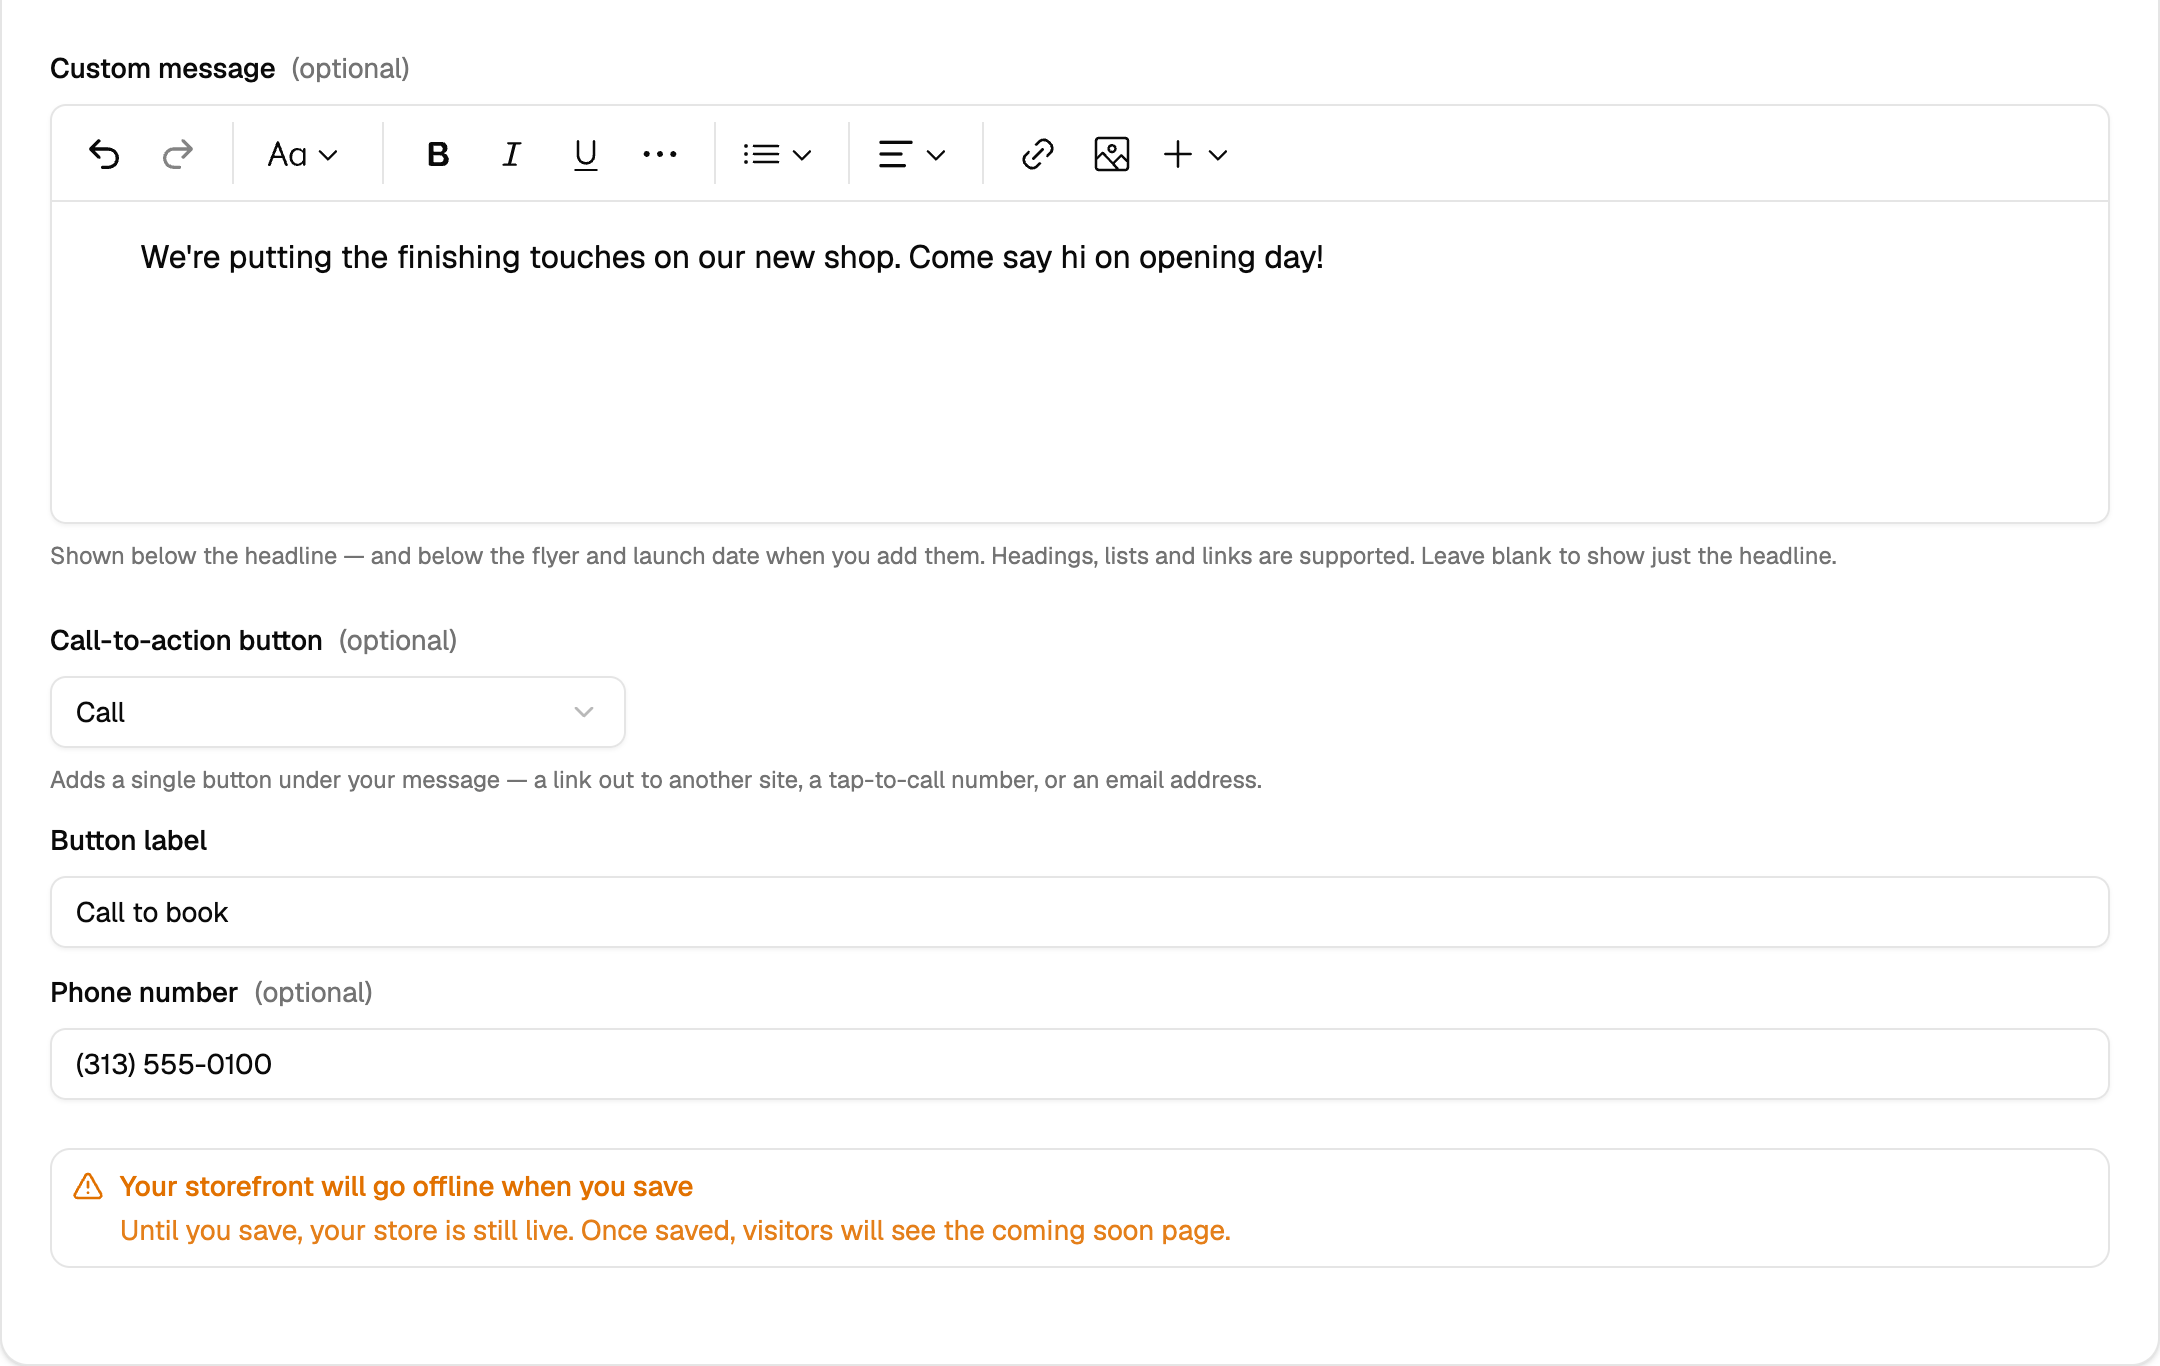 Custom message (optional)
Aa
B I U
We're putting the finishing touches on our new shop. Come say hi on opening day!
Shown below the headline — and below the flyer and launch date when you add them. Headings, lists and links are supported. Leave blank to show just the headline.
Call-to-action button (optional)
Call
Adds a single button under your message — a link out to another site, a tap-to-call number, or an email address.
Button label
Call to book
Phone number (optional)
(313) 555-0100
Your storefront will go offline when you save
Until you save, your store is still live. Once saved, visitors will see the coming soon page.